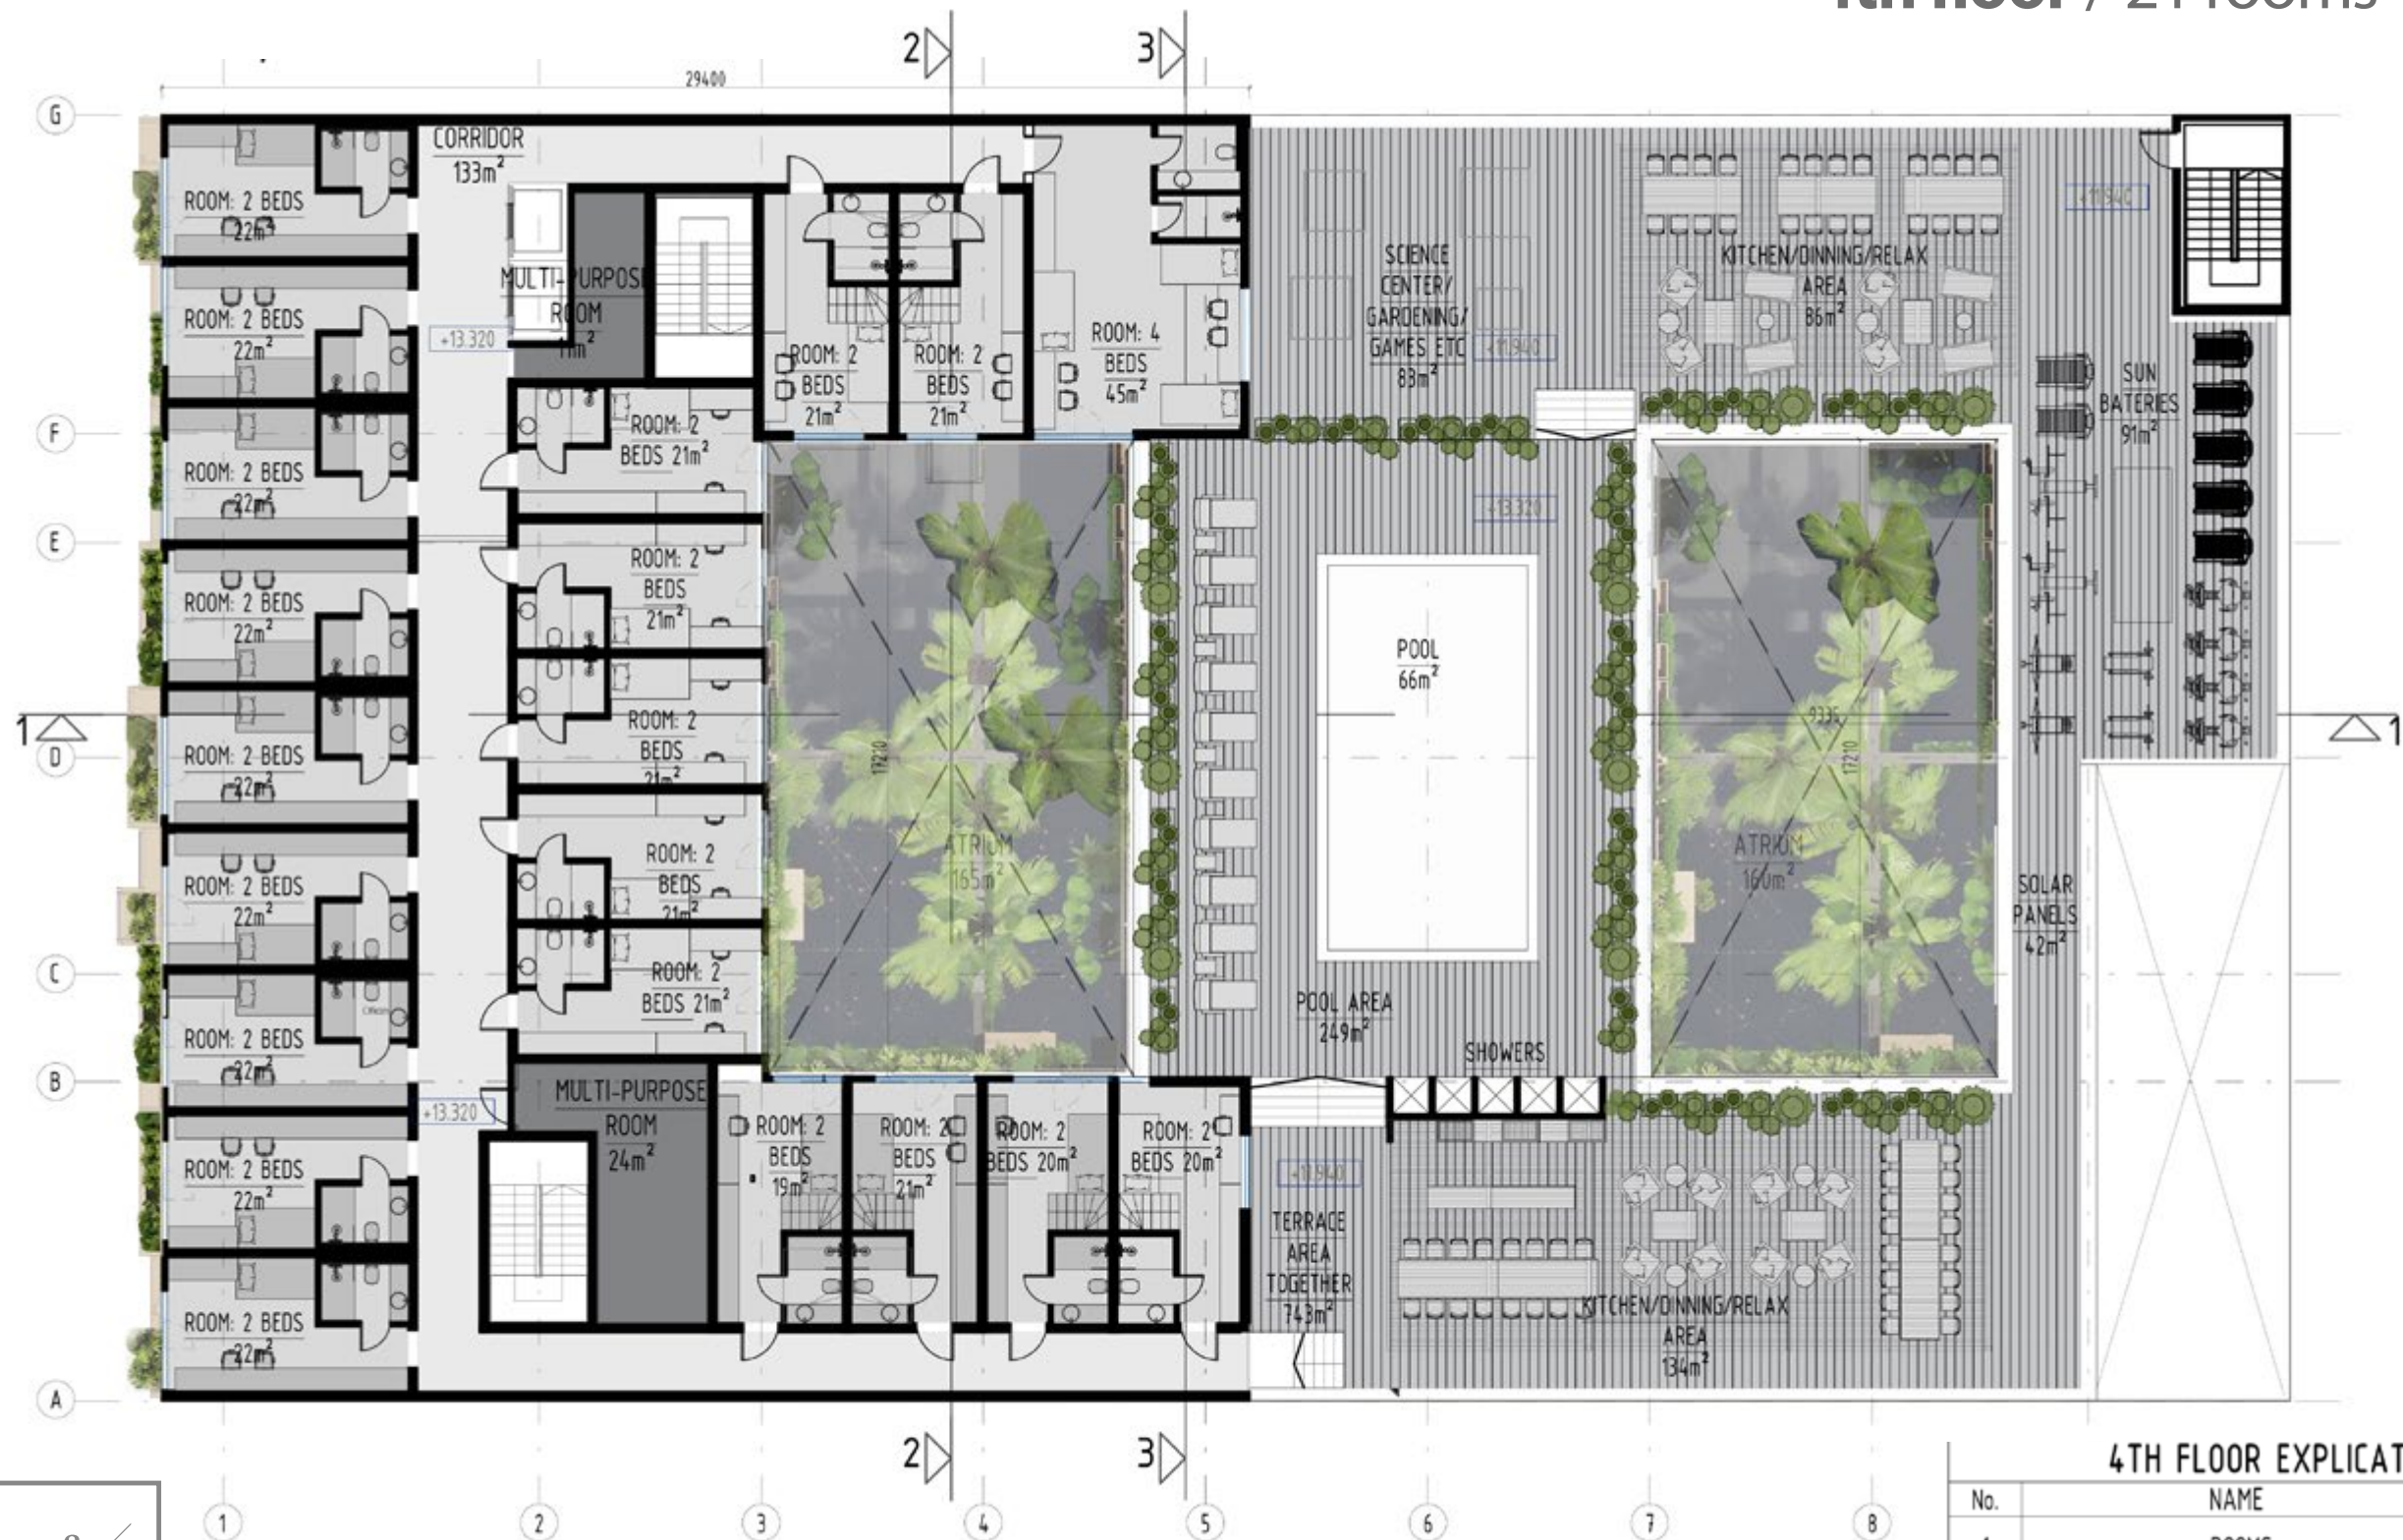 4th floor / 21 rooms
2
3
29400
G
CORRIDOR
133m²
ROOM: 2 BEDS
22m²
MULTI-PURPOSE
ROOM
11m²
+13.320
ROOM: 2 BEDS
22m²
ROOM: 2
BEDS
21m²
ROOM: 2
BEDS
21m²
ROOM: 4
BEDS
45m²
SCIENCE
CENTER/
GARDENING/
GAMES ETC
83m²
+11.940
KITCHEN/DINNING/RELAX
AREA
86m²
+11.940
SUN
BATERIES
91m²
F
ROOM: 2 BEDS
22m²
ROOM: 2
BEDS 21m²
+13.320
E
ROOM: 2 BEDS
22m²
ROOM: 2
BEDS
21m²
POOL
66m²
1
D
ROOM: 2 BEDS
22m²
ROOM: 2
BEDS
21m²
17210
9335
17210
1
ROOM: 2 BEDS
22m²
ROOM: 2
BEDS
21m²
ATRIUM
165m²
ATRIUM
160m²
SOLAR
PANELS
42m²
C
ROOM: 2 BEDS
22m²
ROOM: 2
BEDS 21m²
POOL AREA
249m²
SHOWERS
B
+13.320
MULTI-PURPOSE
ROOM
24m²
ROOM: 2
BEDS
19m²
ROOM: 2
BEDS
21m²
ROOM: 2
BEDS 20m²
ROOM: 2
BEDS 20m²
+11.940
ROOM: 2 BEDS
22m²
TERRACE
AREA
TOGETHER
743m²
ROOM: 2 BEDS
22m²
KITCHEN/DINNING/RELAX
AREA
134m²
A
2
3
1
2
3
4
5
6
7
8
4TH FLOOR EXPLICAT
No.
NAME